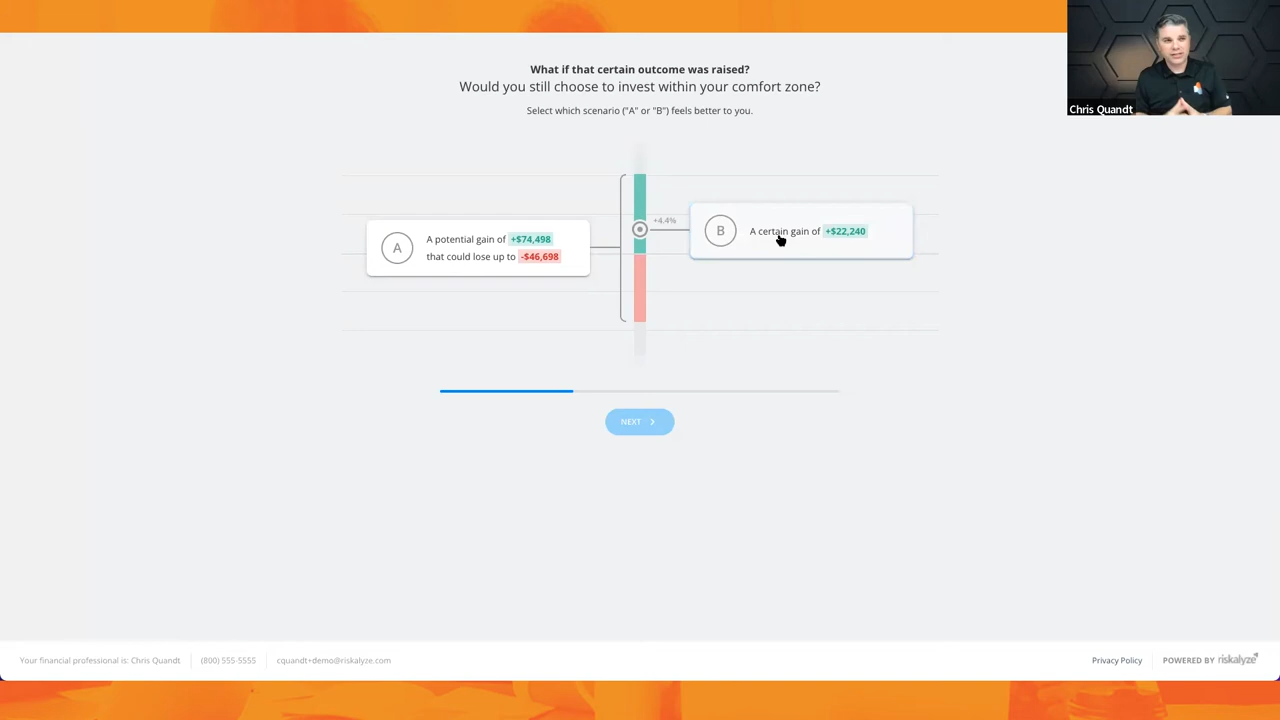 What if that certain outcome was raised?
Would you still choose to invest within your comfort zone?
Select which scenario ("A" or "B") feels better to you.
Chris Quandt
A
A potential gain of +$74,498
that could lose up to -$46,698
+4.4%
B
A certain gain of +$22,240
NEXT
Your financial professional is: Chris Quandt
(800) 555-5555
cquandt+demo@riskalyze.com
Privacy Policy
POWERED BY riskalyze